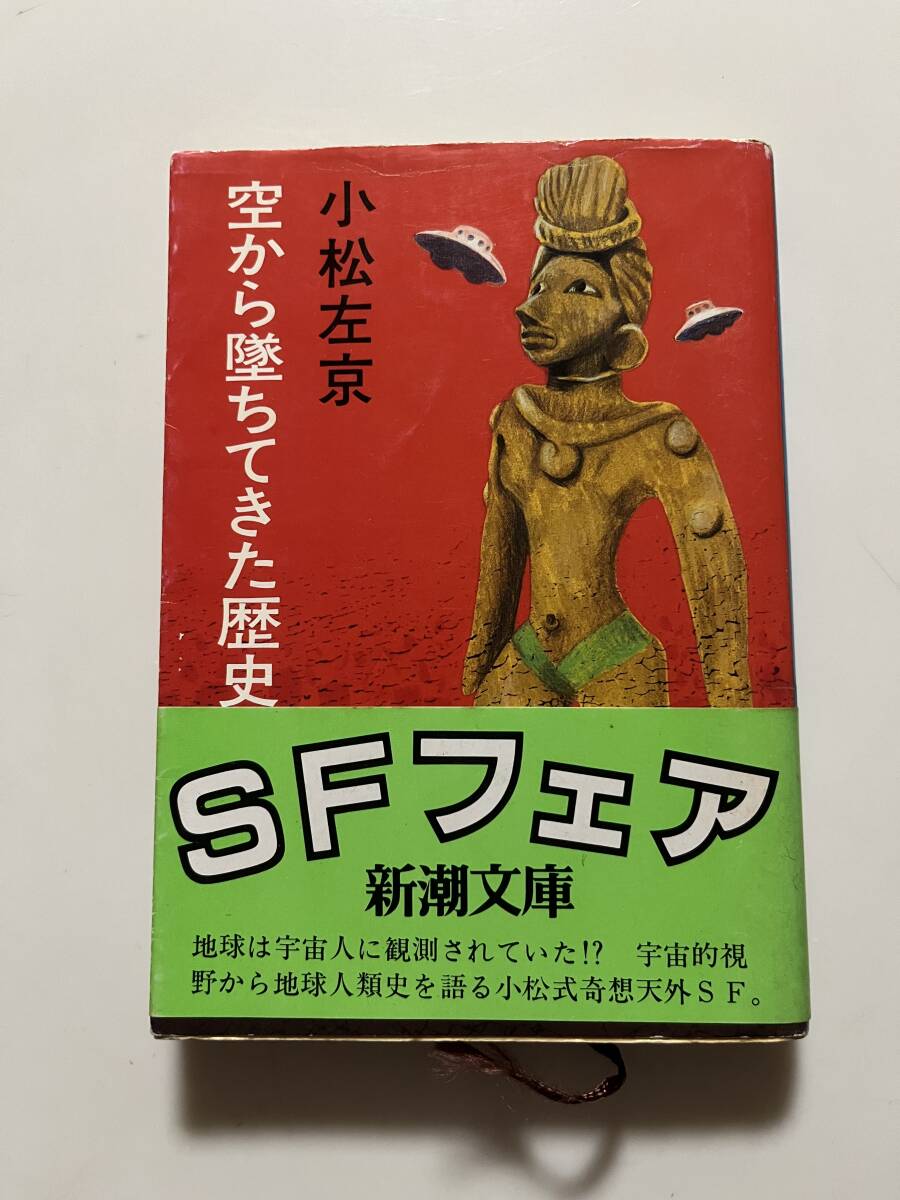 小松左京
空から墜ちてきた歴史
SFフェア
新潮文庫
地球は宇宙人に観測されていた!?　宇宙的視
野から地球人類史を語る小松式奇想天外ＳＦ。